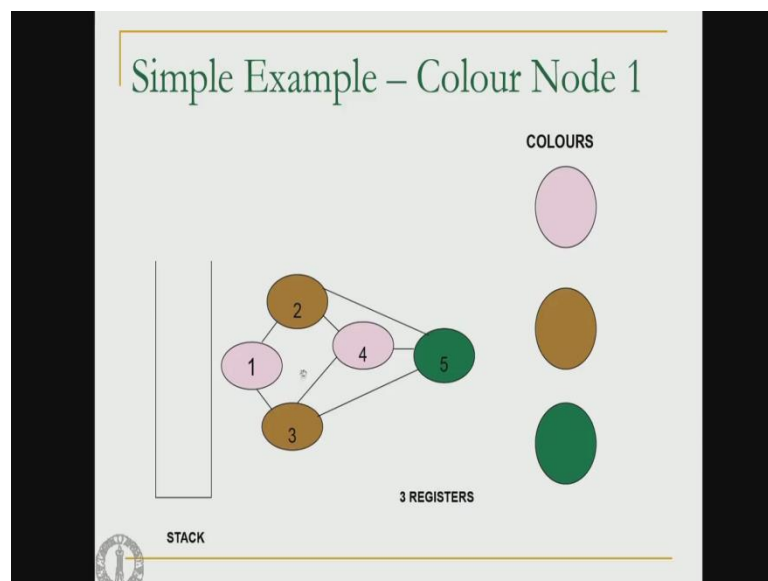 Simple Example – Colour Node 1
COLOURS
2
4
1
5
3
3 REGISTERS
STACK